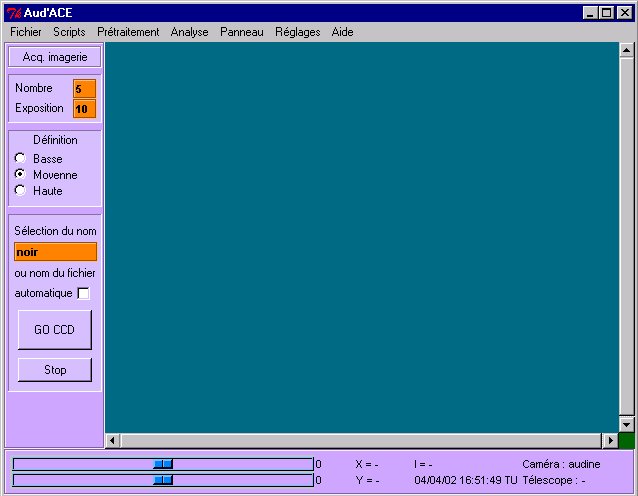 Aud'ACE
Fichier Scripts Prétraitement Analyse Panneau Réglages Aide
Acq. imagerie
Nombre 5
Exposition 10
Définition
Basse
Movenne
Haute
Sélection du nom
noir
ou nom du fichier
automatique
GO CCD
Stop
0 X = - I = - Caméra : audine
0 Y = - 04/04/02 16:51:49 TU Télescope : -